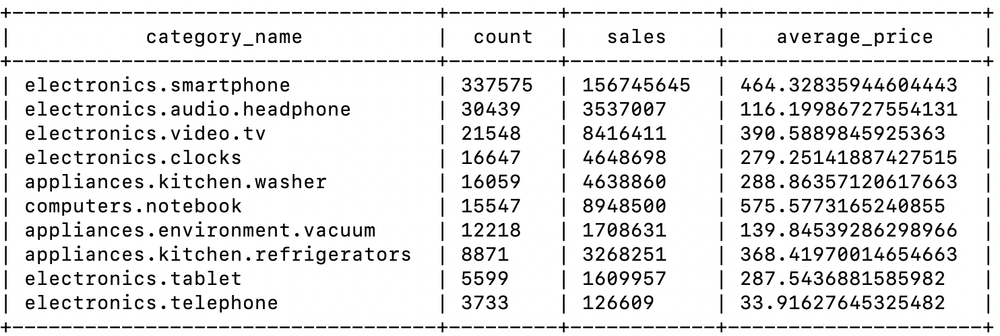 +------------------------------------+---------+------------+----------------------+
| category_name | count | sales | average_price |
+------------------------------------+---------+------------+----------------------+
| electronics.smartphone | 337575 | 156745645 | 464.32835944604443 |
| electronics.audio.headphone | 30439 | 3537007 | 116.19986727554131 |
| electronics.video.tv | 21548 | 8416411 | 390.5889845925363 |
| electronics.clocks | 16647 | 4648698 | 279.25141887427515 |
| appliances.kitchen.washer | 16059 | 4638860 | 288.86357120617663 |
| computers.notebook | 15547 | 8948500 | 575.5773165240855 |
| appliances.environment.vacuum | 12218 | 1708631 | 139.84539286298966 |
| appliances.kitchen.refrigerators | 8871 | 3268251 | 368.41970014654663 |
| electronics.tablet | 5599 | 1609957 | 287.5436881585982 |
| electronics.telephone | 3733 | 126609 | 33.91627645325482 |
+------------------------------------+---------+------------+----------------------+